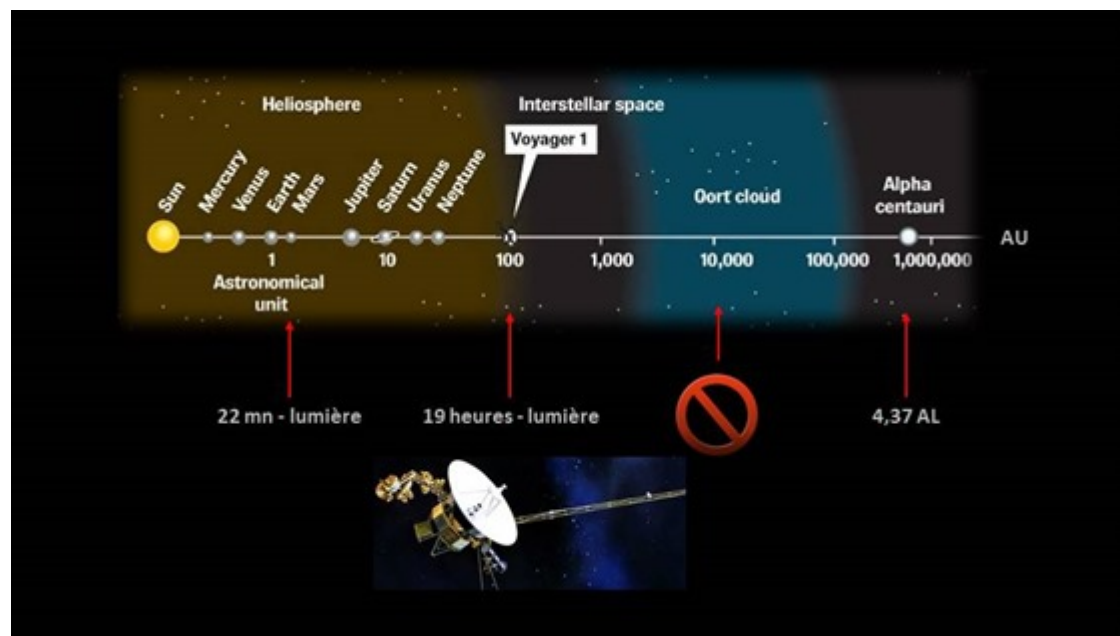 Heliosphere
Interstellar space
Voyager 1
Sun
Mercury
Venus
Earth
Mars
Jupiter
Saturn
Uranus
Neptune
Oort cloud
Alpha
centauri
AU
1
10
100
1,000
10,000
100,000
1,000,000
Astronomical
unit
22 mn - lumière
19 heures - lumière
4,37 AL